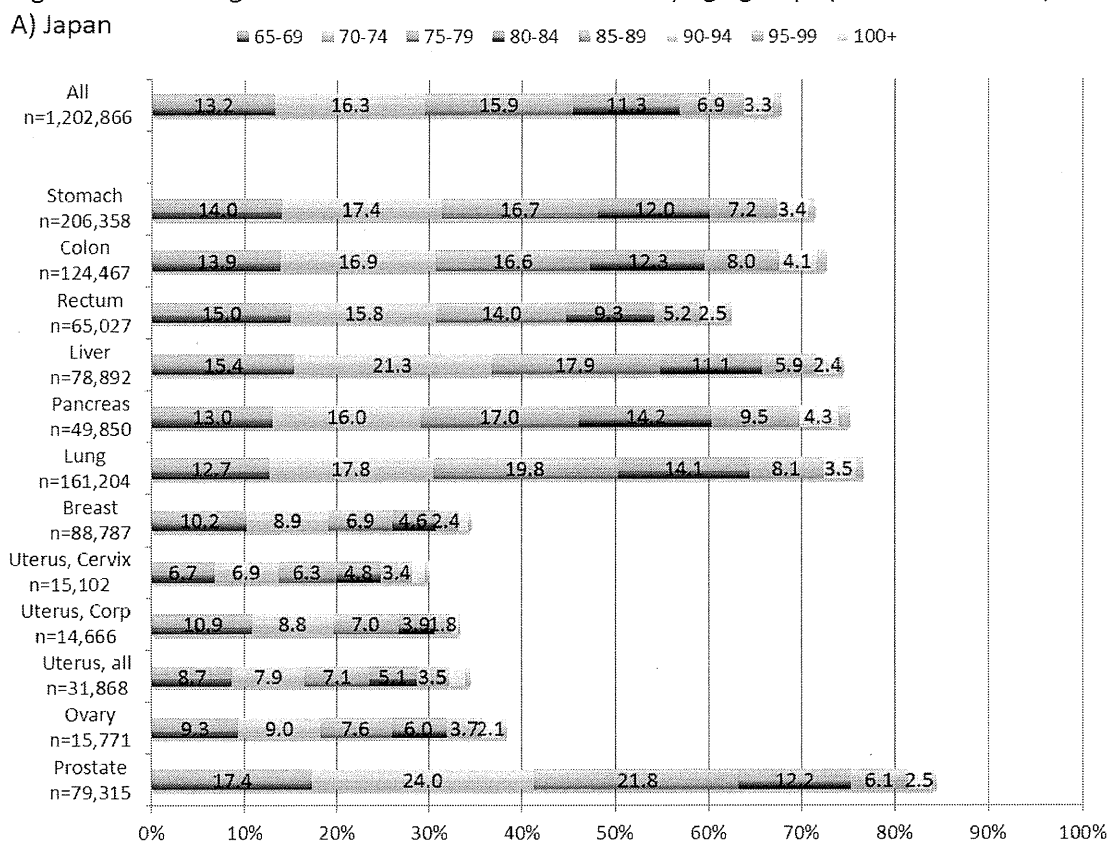 A) Japan
65-69 70-74 75-79 80-84 85-89 90-94 95-99 100+
All
n=1,202,866
13.2 16.3 15.9 11.3 6.9 3.3
Stomach
n=206,358
14.0 17.4 16.7 12.0 7.2 3.4
Colon
n=124,467
13.9 16.9 16.6 12.3 8.0 4.1
Rectum
n=65,027
15.0 15.8 14.0 9.3 5.2 2.5
Liver
n=78,892
15.4 21.3 17.9 11.1 5.9 2.4
Pancreas
n=49,850
13.0 16.0 17.0 14.2 9.5 4.3
Lung
n=161,204
12.7 17.8 19.8 14.1 8.1 3.5
Breast
n=88,787
10.2 8.9 6.9 4.6 2.4
Uterus, Cervix
n=15,102
6.7 6.9 6.3 4.8 3.4
Uterus, Corp
n=14,666
10.9 8.8 7.0 3.9 1.8
Uterus, all
n=31,868
8.7 7.9 7.1 5.1 3.5
Ovary
n=15,771
9.3 9.0 7.6 6.0 3.7 2.1
Prostate
n=79,315
17.4 24.0 21.8 12.2 6.1 2.5
0% 10% 20% 30% 40% 50% 60% 70% 80% 90% 100%